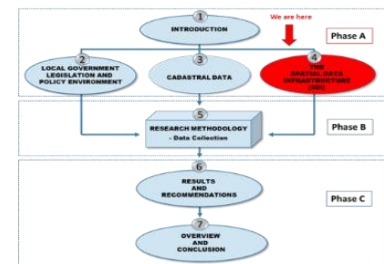 1
INTRODUCTION
We are here
Phase A
2
LOCAL GOVERNMENT
LEGISLATION AND
POLICY ENVIRONMENT
3
CADASTRAL DATA
4
THE
SPATIAL DATA
INFRASTRUCTURE
(SDI)
5
RESEARCH METHODOLOGY
- Data Collection
Phase B
6
RESULTS
AND
RECOMMENDATIONS
Phase C
7
OVERVIEW
AND
CONCLUSION